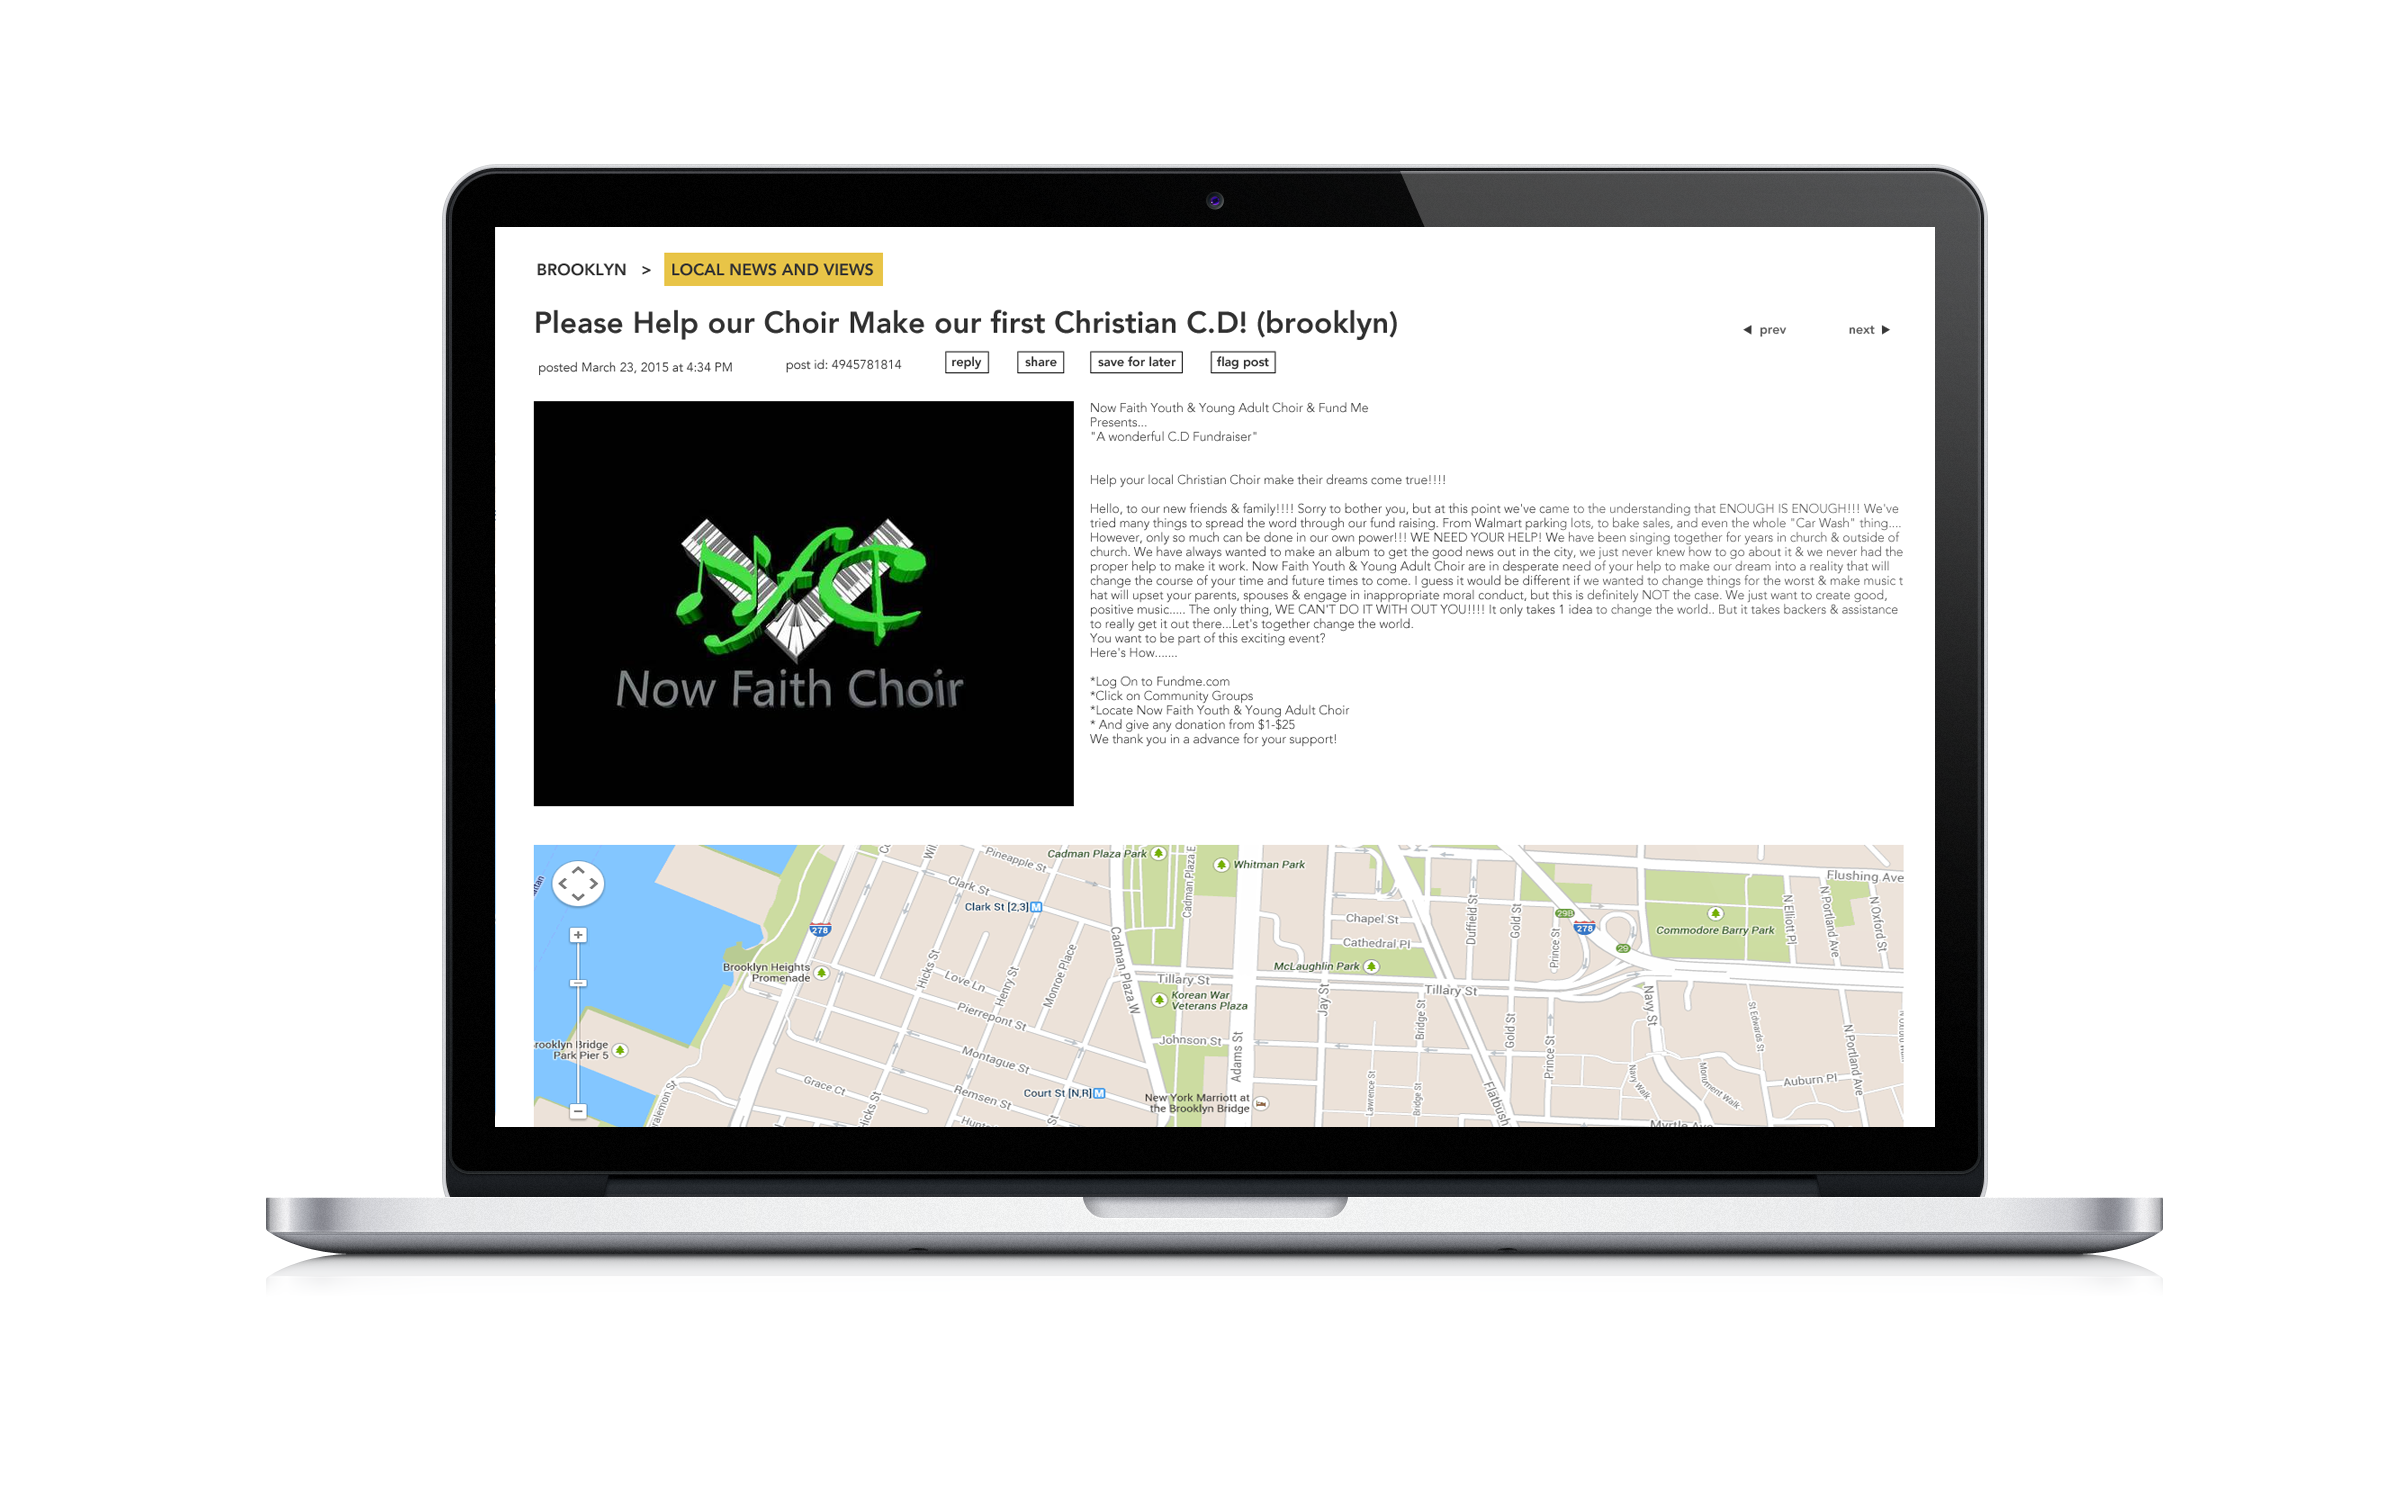 BROOKLYN > LOCAL NEWS AND VIEWS
Please Help our Choir Make our first Christian C.D! (brooklyn)
◀ prev next ▶
posted March 23, 2015 at 4:34 PM post id: 4945781814 reply share save for later flag post
NfC
Now Faith Choir
Now Faith Youth & Young Adult Choir & Fund Me
Presents...
"A wonderful C.D Fundraiser"
Help your local Christian Choir make their dreams come true!!!!
Hello, to our new friends & family!!!! Sorry to bother you, but at this point we've came to the understanding that ENOUGH IS ENOUGH!!! We've
tried many things to spread the word through our fund raising. From Walmart parking lots, to bake sales, and even the whole "Car Wash" thing....
However, only so much can be done in our own power!!! WE NEED YOUR HELP! We have been singing together for years in church & outside of
church. We have always wanted to make an album to get the good news out in the city, we just never knew how to go about it & we never had the
proper help to make it work. Now Faith Youth & Young Adult Choir are in desperate need of your help to make our dream into a reality that will
change the course of your time and future times to come. I guess it would be different if we wanted to change things for the worst & make music t
hat will upset your parents, spouses & engage in inappropriate moral conduct, but this is definitely NOT the case. We just want to create good,
positive music..... The only thing, WE CAN'T DO IT WITH OUT YOU!!!! It only takes 1 idea to change the world.. But it takes backers & assistance
to really get it out there...Let's together change the world.
You want to be part of this exciting event?
Here's How.......
*Log On to Fundme.com
*Click on Community Groups
*Locate Now Faith Youth & Young Adult Choir
* And give any donation from $1-$25
We thank you in a advance for your support!
Pineapple St
Cadman Plaza Park
Cadman Plaza E
Whitman Park
Flushing Ave
Clark St
Clark St [2,3] M
278
Chapel St
Cathedral Pl
Duffield St
Gold St
Prince St
29B
278
29
Commodore Barry Park
N Elliott Pl
N Portland Ave
N Oxford St
Brooklyn Heights
Promenade
Hicks St
Love Ln
Henry St
Monroe Place
Cadman Plaza W
McLaughlin Park
Tillary St
Tillary St
Korean War
Veterans Plaza
Jay St
Bridge St
Gold St
Prince St
Navy St
St Edwards St
N Portland Ave
Pierrepont St
Johnson St
Adams St
rooklyn Bridge
Park Pier 5
Montague St
Grace Ct
Remsen St
Court St [N,R] M
New York Marriott at
the Brooklyn Bridge
Lawrence St
Bridge St
Flatbush
Navy Walk
Monument Walk
Auburn Pl
ralemon St
Hicks St
Myrtle Ave